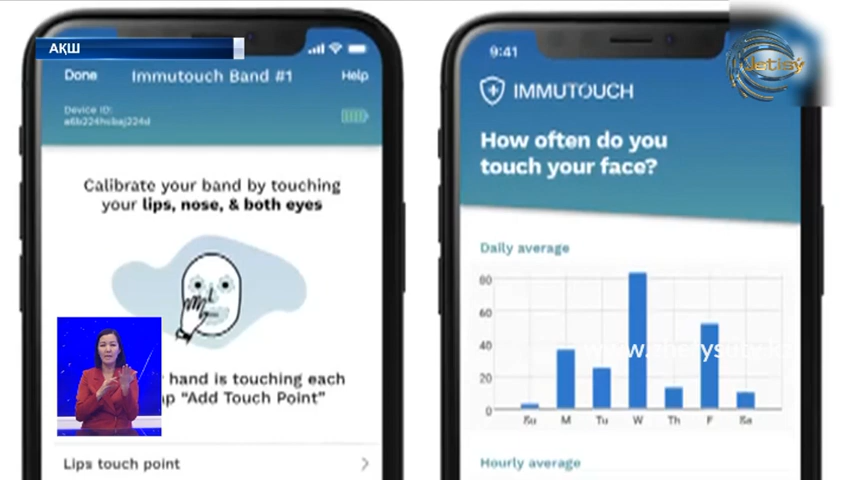 АҚШ
Jetisý
Done
Immutouch Band #1
Help
Device ID:
Calibrate your band by touching
your lips, nose, & both eyes
hand is touching each
"Add Touch Point"
Lips touch point
9:41
IMMUTOUCH
How often do you
touch your face?
Daily average
80
60
40
20
0
Su M Tu W Th F Sa
Hourly average